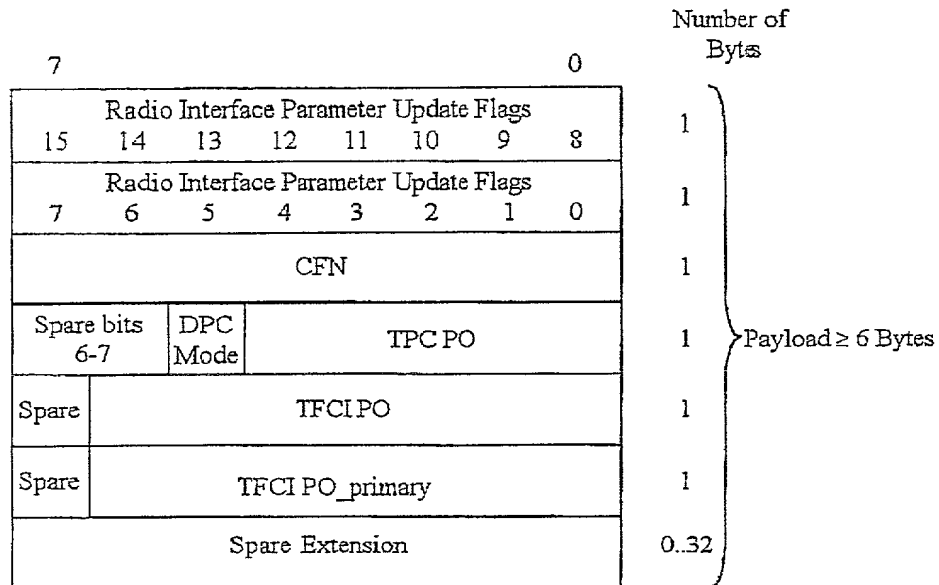 Number of
Bytes
7 0
Radio Interface Parameter Update Flags
15 14 13 12 11 10 9 8
1
Radio Interface Parameter Update Flags
7 6 5 4 3 2 1 0
1
CFN
1
Spare bits
6-7
DPC
Mode
TPC PO
1
Payload ≥ 6 Bytes
Spare
TFCI PO
1
Spare
TFCI PO_primary
1
Spare Extension
0..32